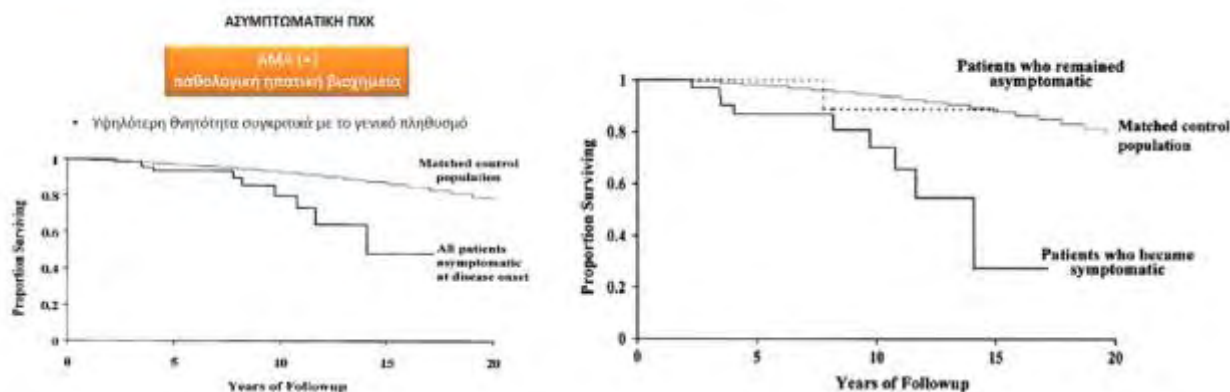 ΑΣΥΜΠΤΩΜΑΤΙΚΗ ΠΧΚ
ΑΜΑ (+)
παθολογική ηπατική βιοχημεία
• Υψηλότερη θνητότητα συγκριτικά με το γενικό πληθυσμό
Proportion Surviving
1
0.8
0.6
0.4
0.2
0
Matched control
population
All patients
asymptomatic
at disease onset
0 5 10 15 20
Years of Followup
Proportion Surviving
1
0.8
0.6
0.4
0.2
0
Patients who remained
asymptomatic
Matched control
population
Patients who became
symptomatic
0 5 10 15 20
Years of Followup